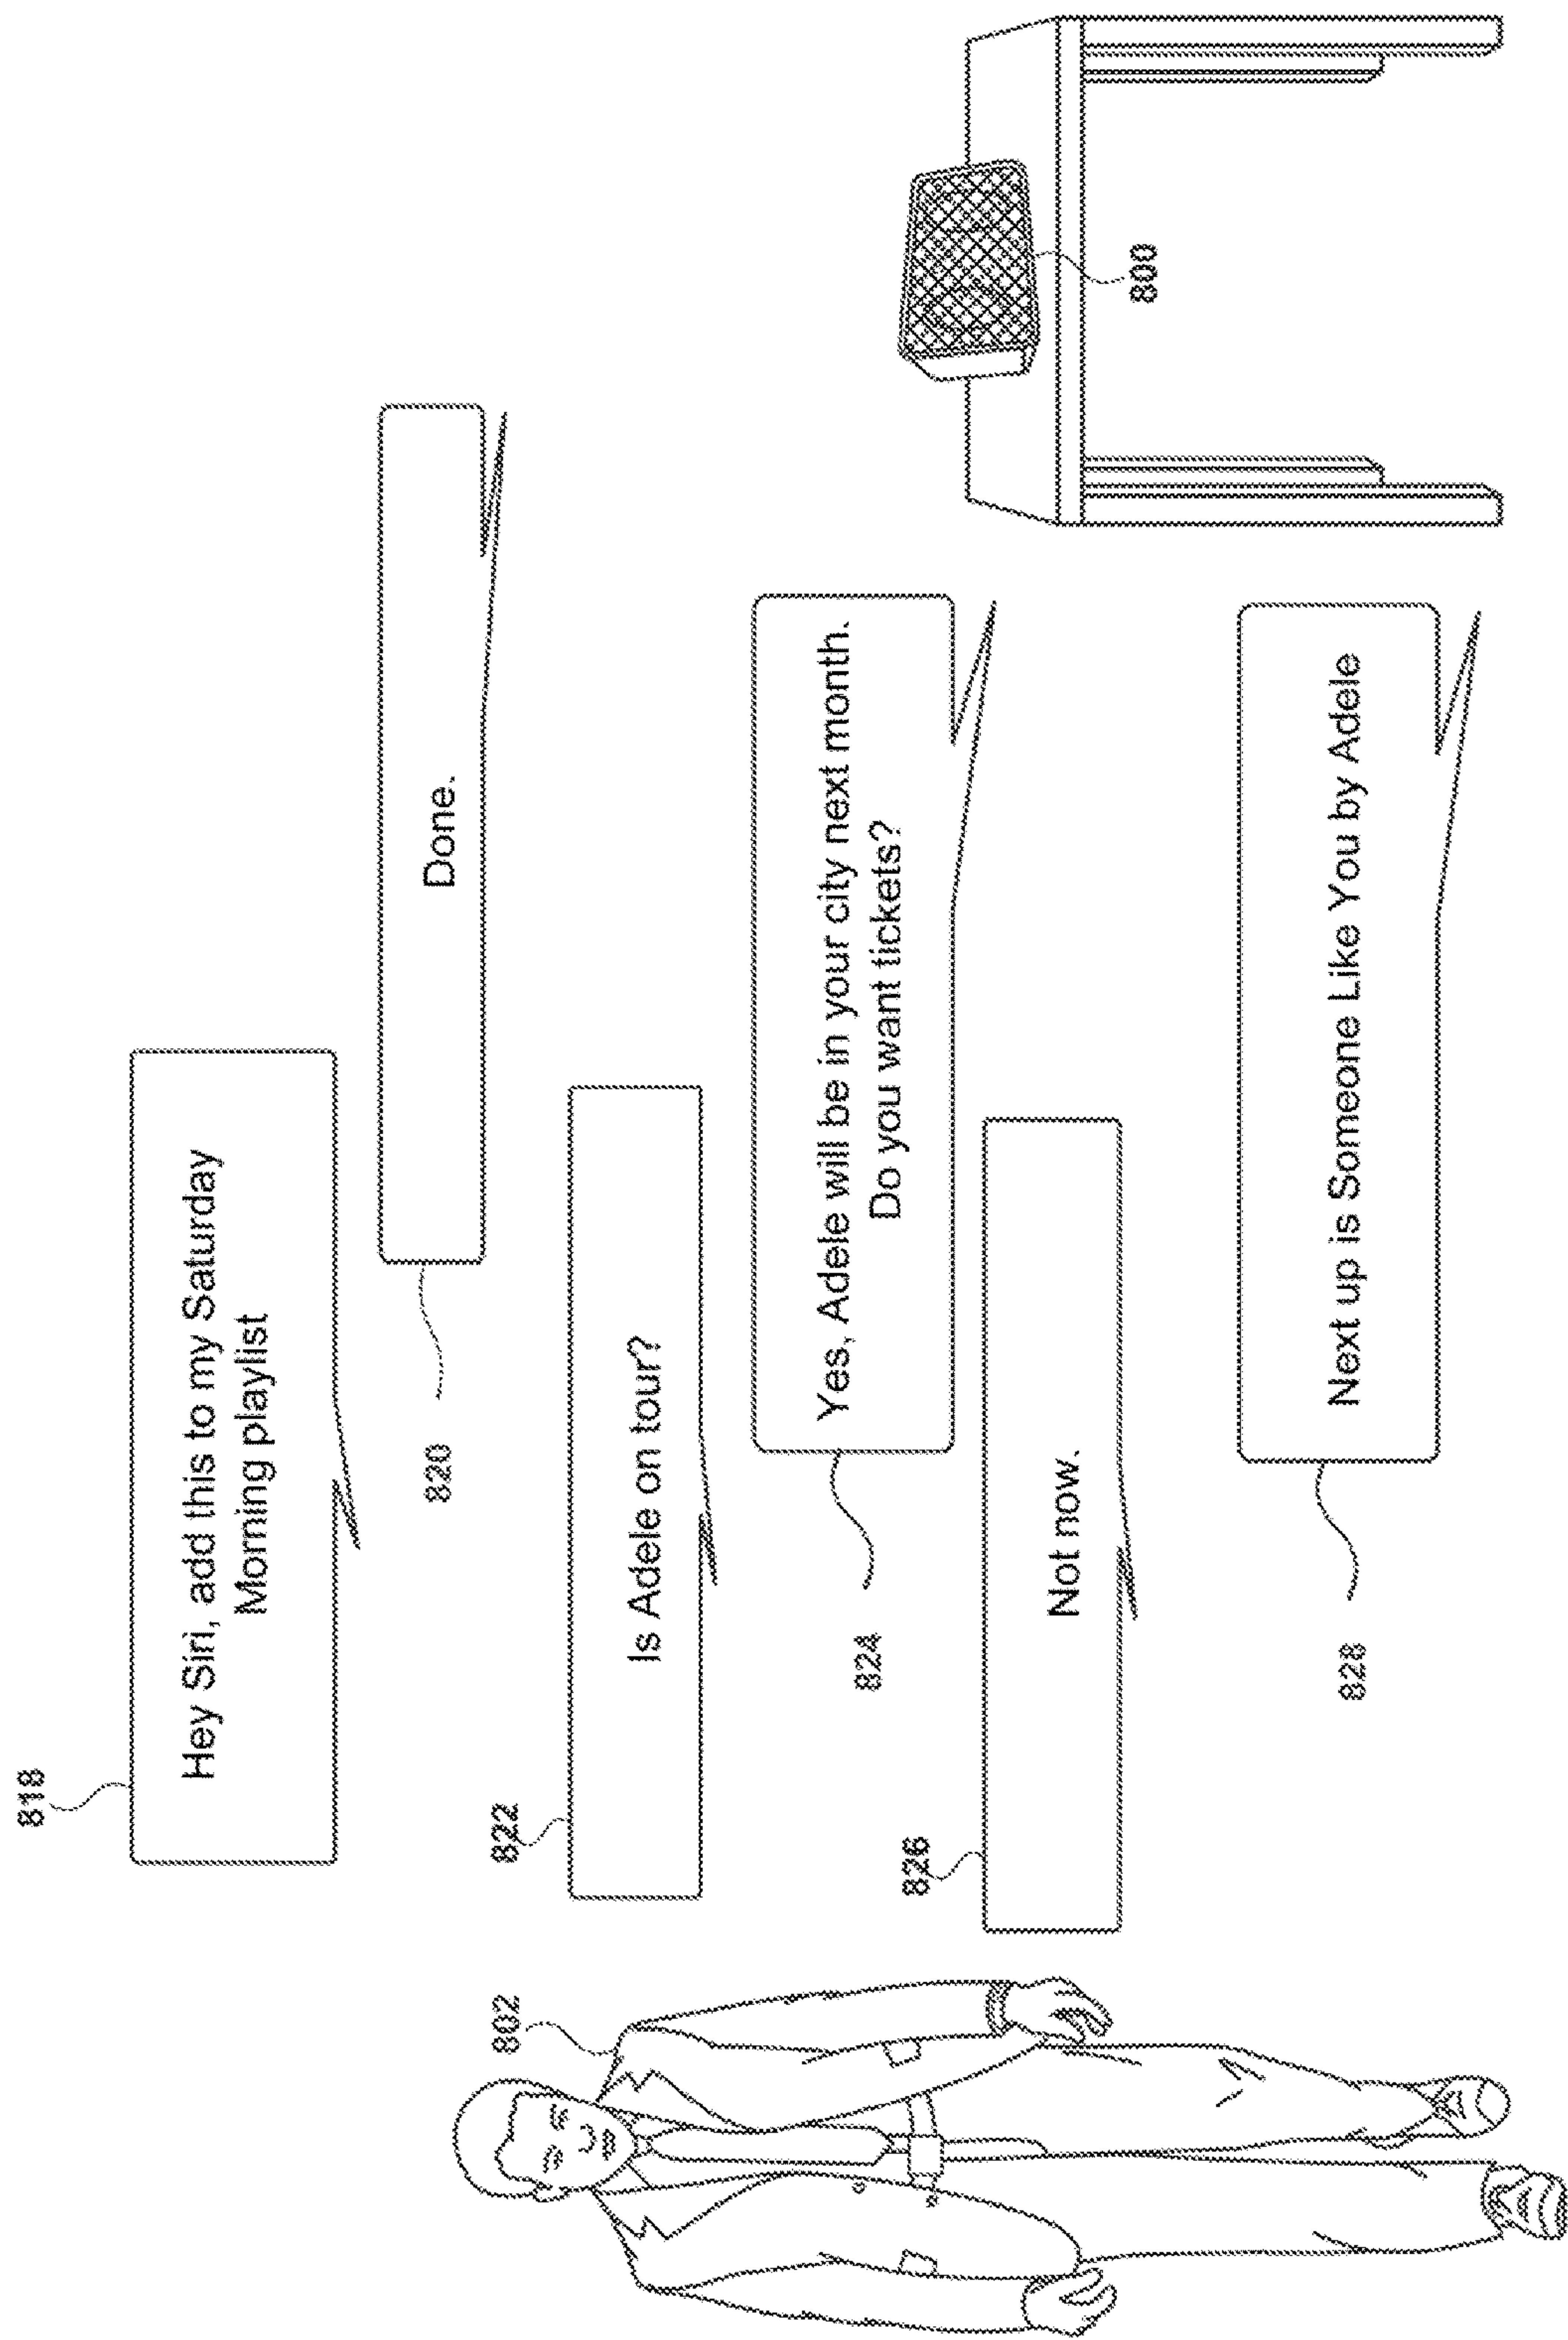 818
Hey Siri, add this to my Saturday
Morning playlist
820
Done.
822
Is Adele on tour?
802
824
Yes, Adele will be in your city next month.
Do you want tickets?
826
Not now.
800
828
Next up is Someone Like You by Adele